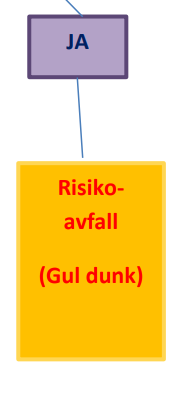 JA
Risiko-
avfall
(Gul dunk)